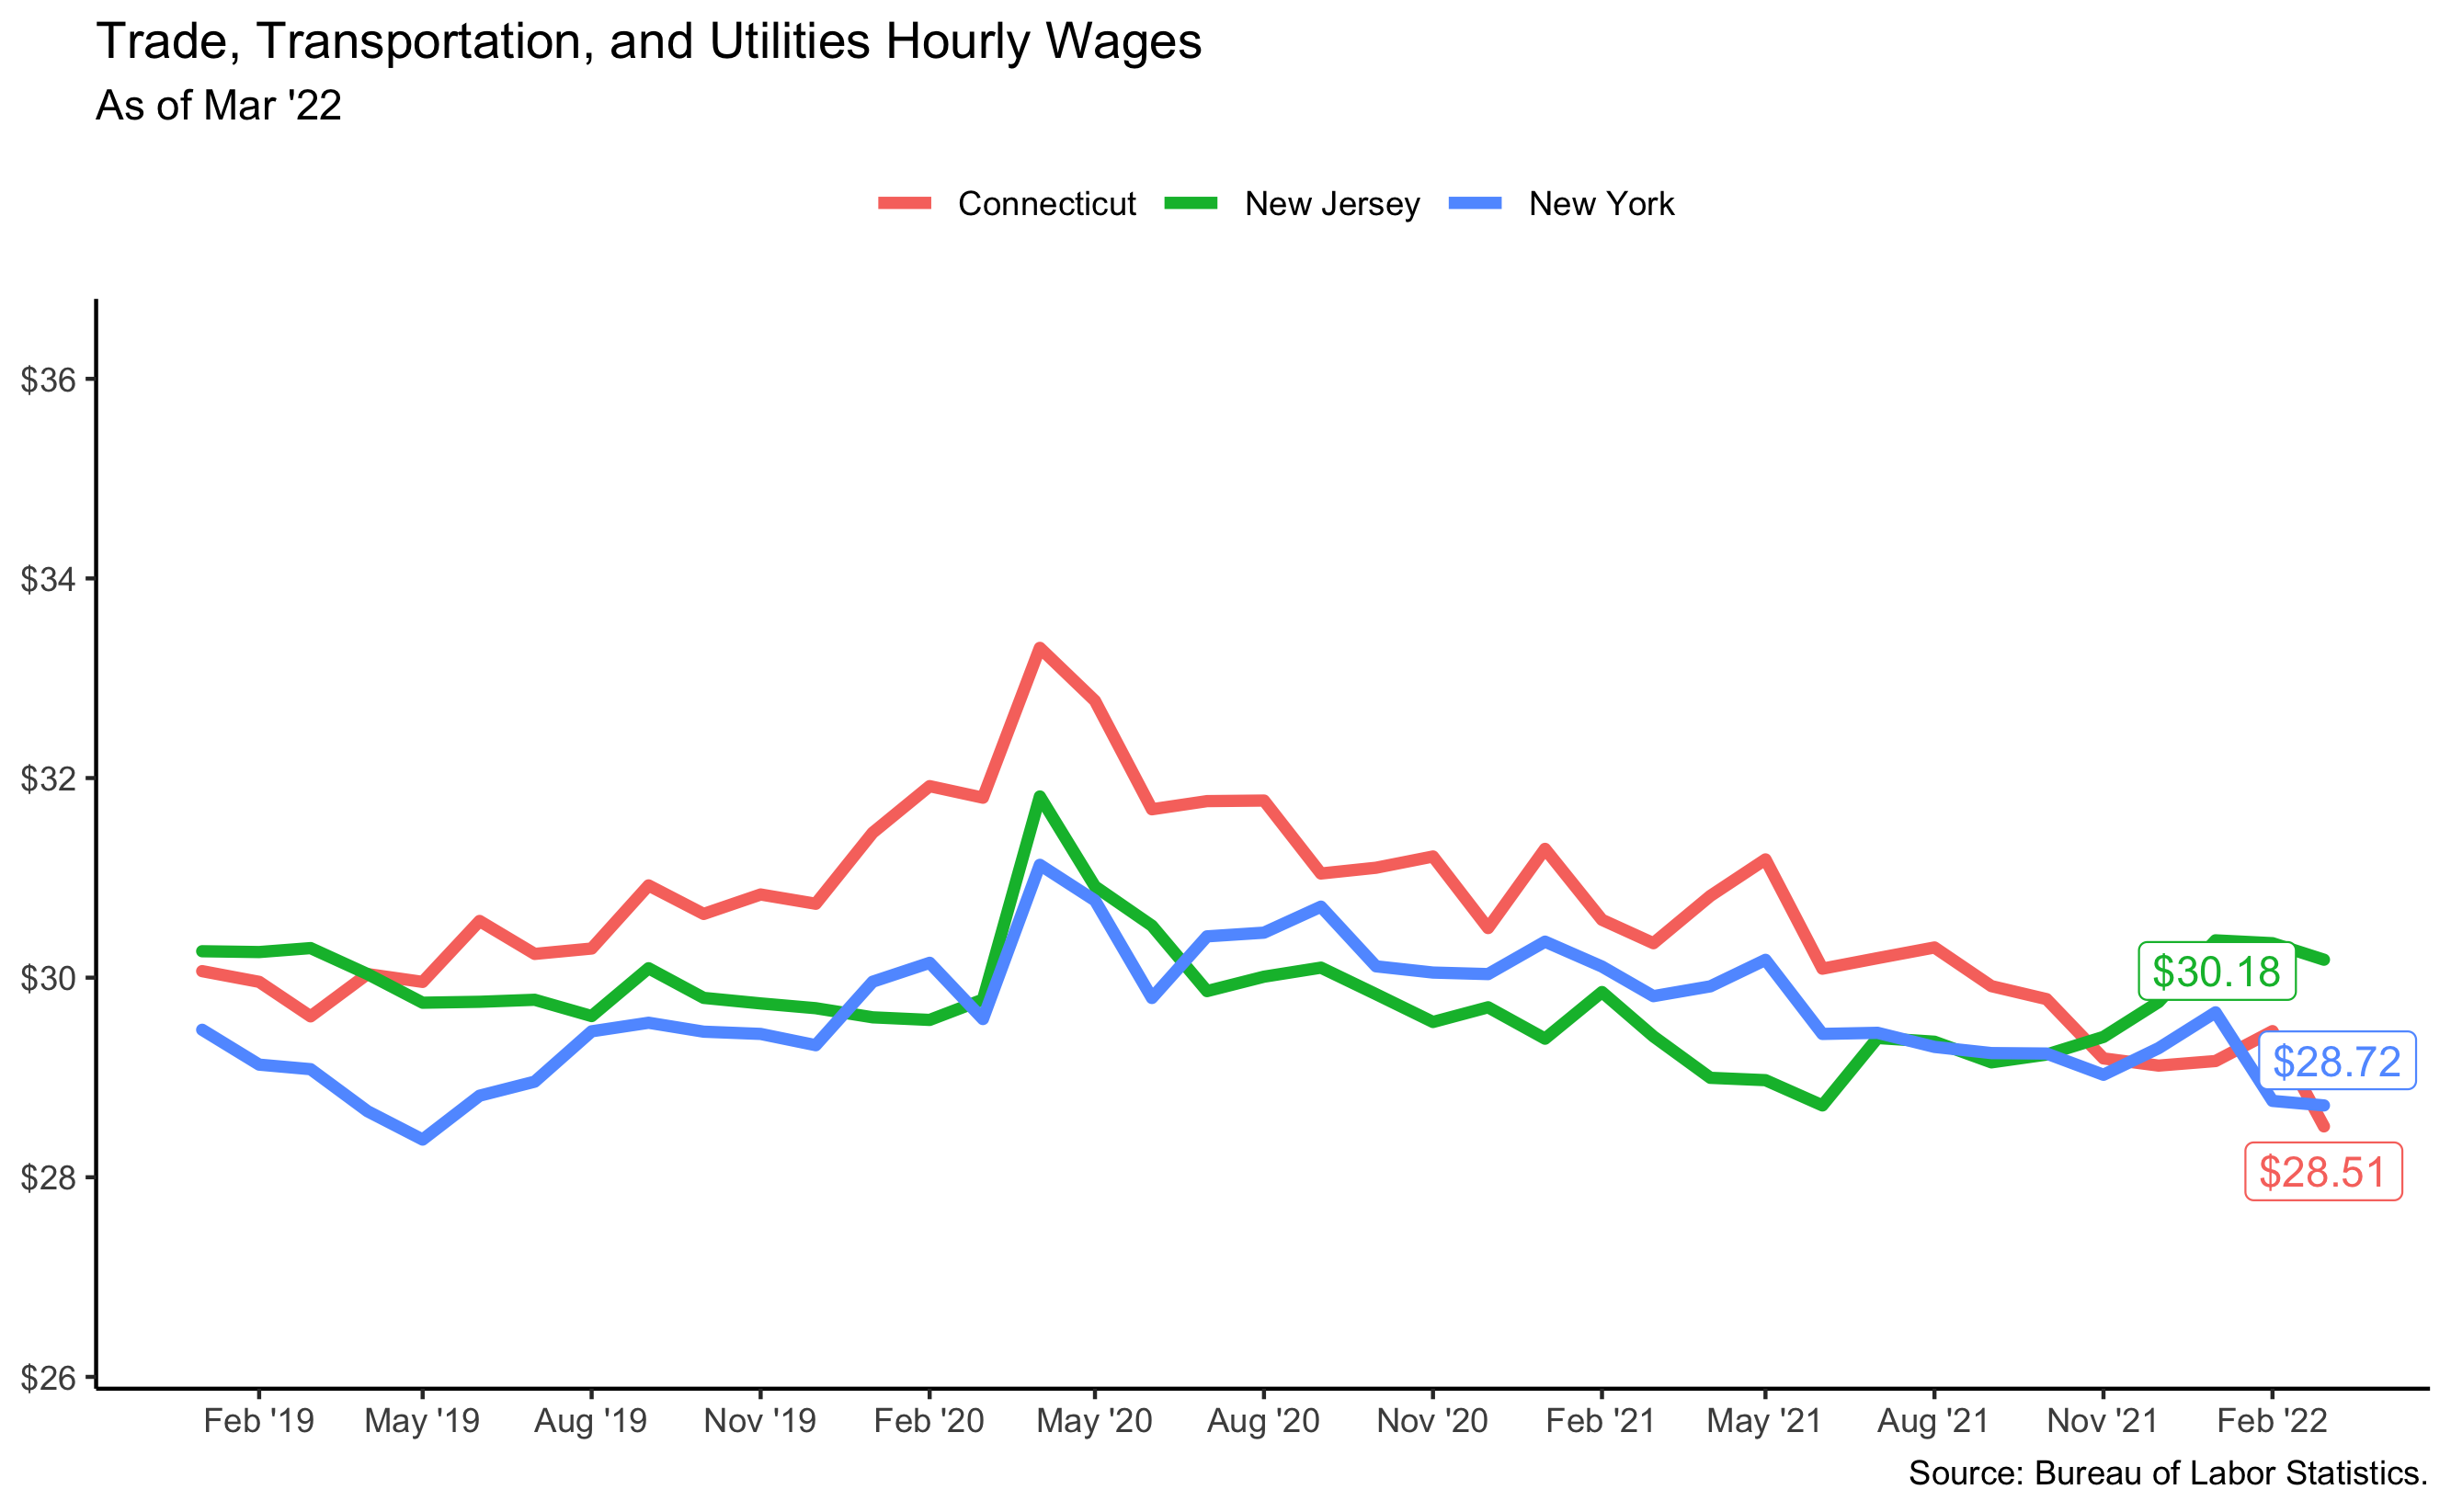 Trade, Transportation, and Utilities Hourly Wages
As of Mar '22
Connecticut New Jersey New York
$36
$34
$32
$30
$28
$26
$30.18
$28.72
$28.51
Feb '19 May '19 Aug '19 Nov '19 Feb '20 May '20 Aug '20 Nov '20 Feb '21 May '21 Aug '21 Nov '21 Feb '22
Source: Bureau of Labor Statistics.